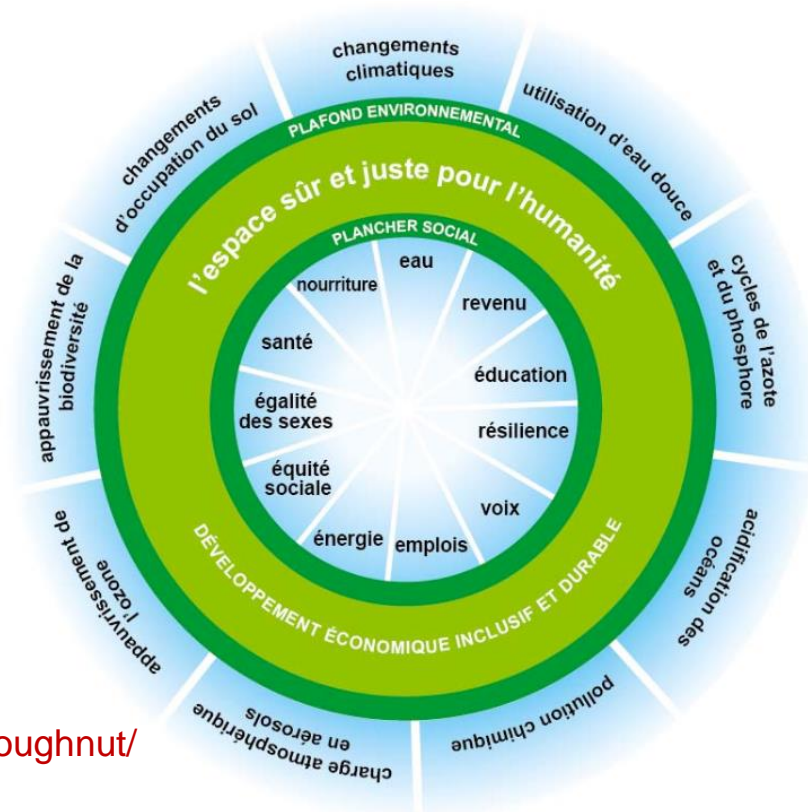 changements
climatiques
utilisation d'eau douce
cycles de l'azote
et du phosphore
acidification des
océans
pollution chimique
charge atmosphérique
en aérosols
appauvrissement de
l'ozone
appauvrissement de la
biodiversité
changements
d'occupation du sol
PLAFOND ENVIRONNEMENTAL
l'espace sûr et juste pour l'humanité
PLANCHER SOCIAL
eau
revenu
éducation
résilience
voix
emplois
énergie
équité
sociale
égalité
des sexes
santé
nourriture
DÉVELOPPEMENT ÉCONOMIQUE INCLUSIF ET DURABLE
oughnut/